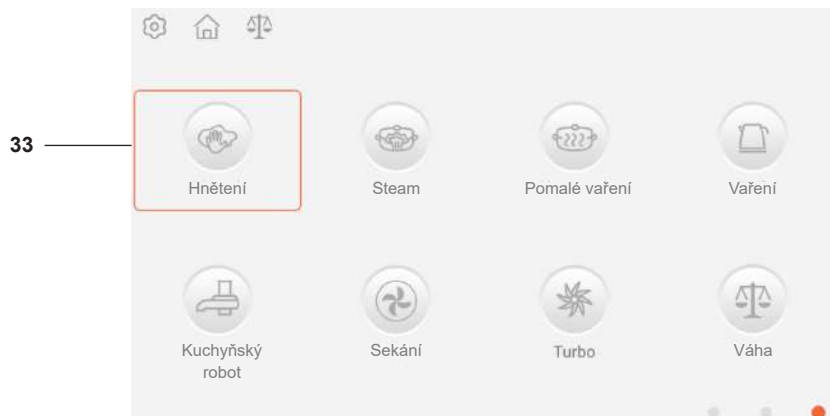 33
Hnětení
Steam
Pomalé vaření
Vaření
Kuchyňský
robot
Sekání
Turbo
Váha